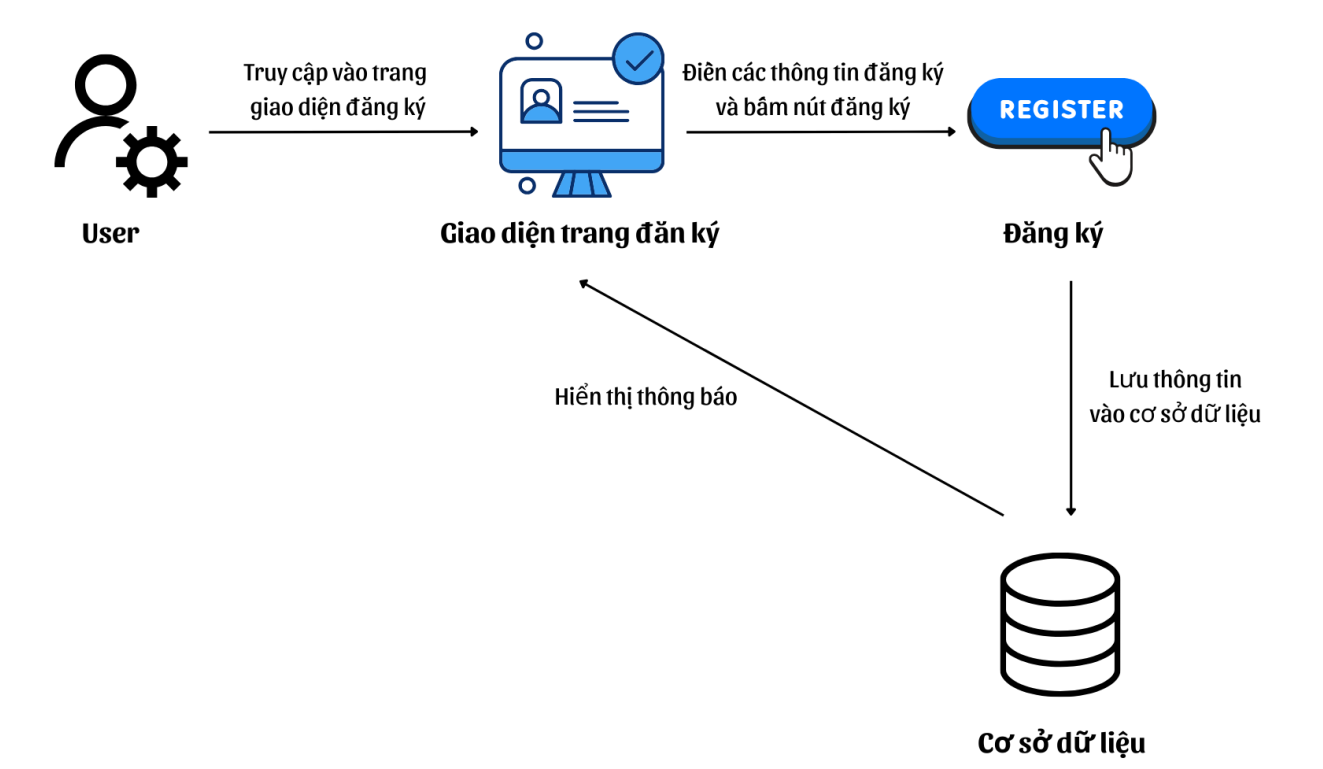 Truy cập vào trang
giao diện đăng ký
Điền các thông tin đăng ký
và bấm nút đăng ký
REGISTER
User
Giao diện trang đăn ký
Đăng ký
Hiển thị thông báo
Lưu thông tin
vào cơ sở dữ liệu
Cơ sở dữ liệu